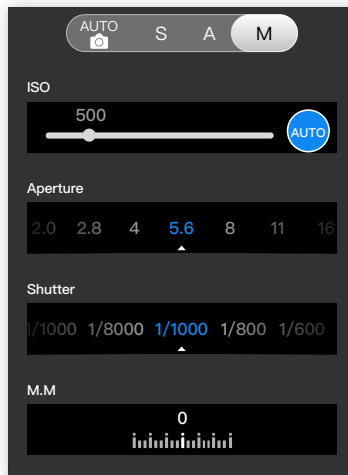 AUTO S A M
ISO
500
AUTO
Aperture
2.0 2.8 4 5.6 8 11 16
Shutter
1/1000 1/8000 1/1000 1/800 1/600
M.M
0